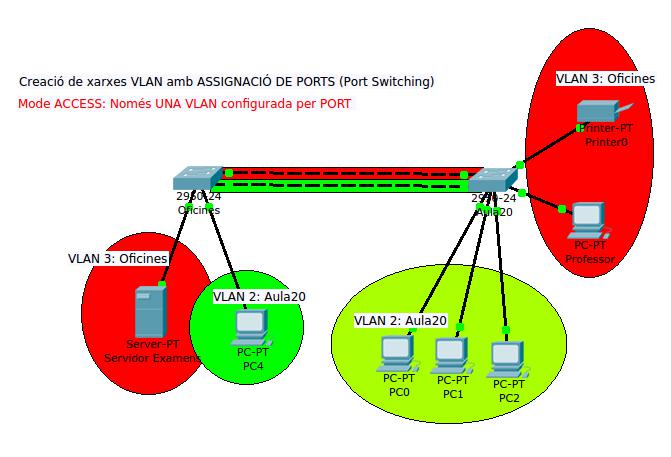 Creació de xarxes VLAN amb ASSIGNACIÓ DE PORTS (Port Switching)
Mode ACCESS: Només UNA VLAN configurada per PORT
VLAN 3: Oficines
Printer-PT
Printer0
2950-24
Oficines
2950-24
Aula20
PC-PT
Professor
VLAN 3: Oficines
VLAN 2: Aula20
VLAN 2: Aula20
Server-PT
Servidor Examens
PC-PT
PC4
PC-PT
PC0
PC-PT
PC1
PC-PT
PC2